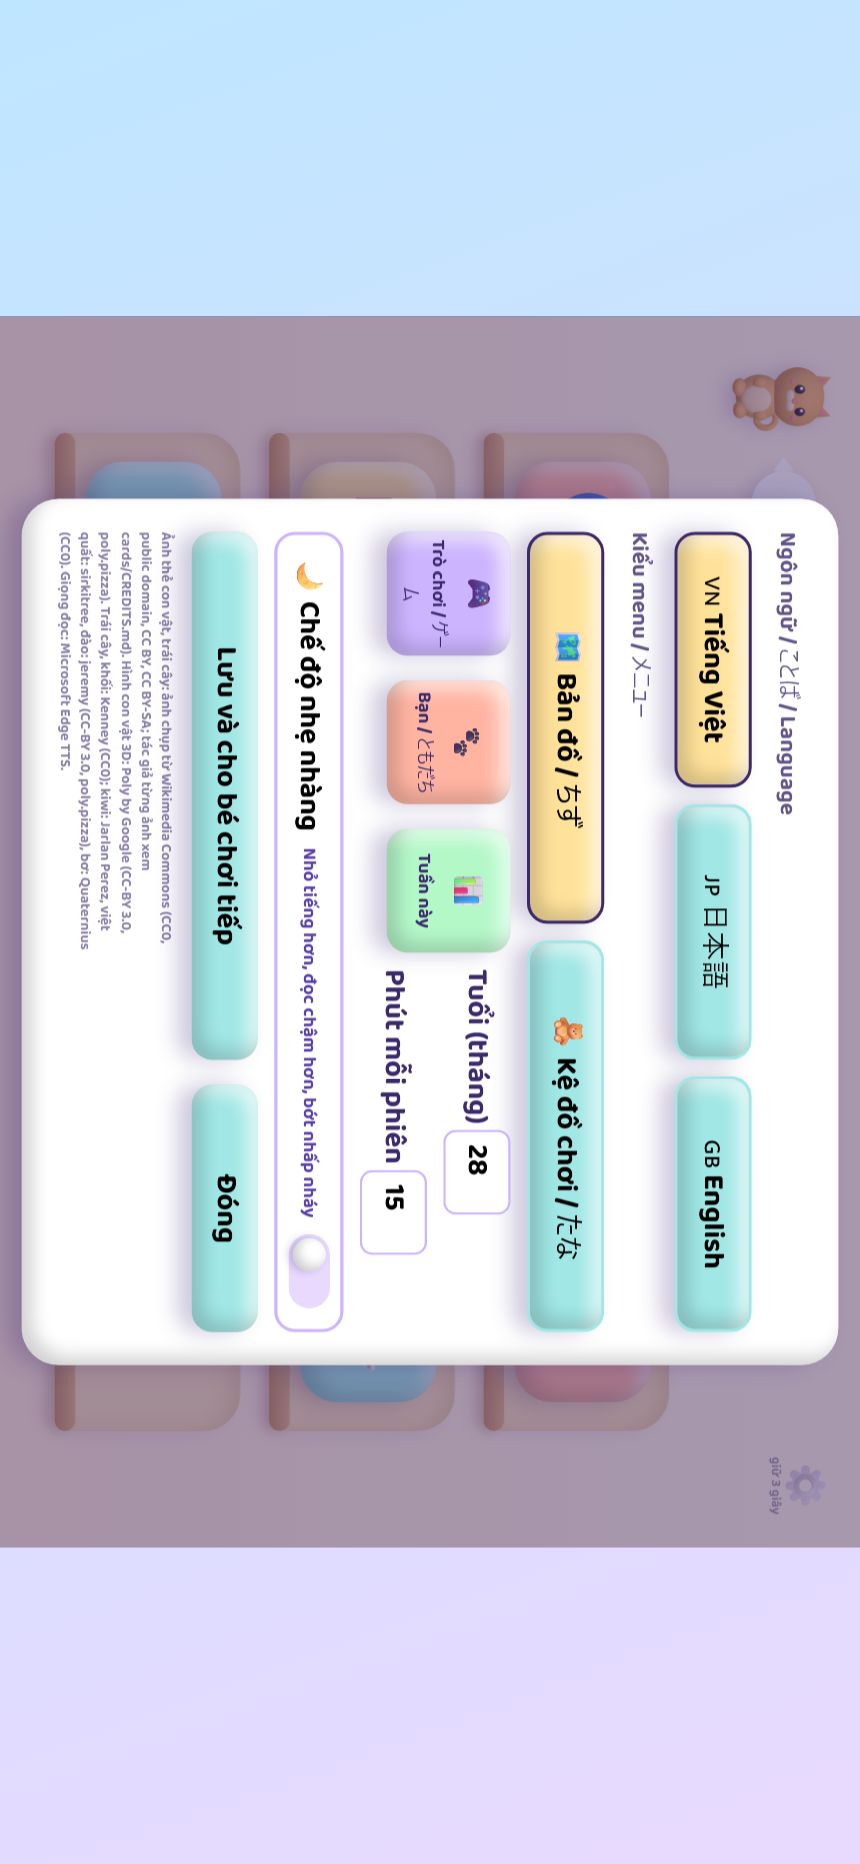 Ngôn ngữ / ことば / Language
VN Tiếng Việt
JP 日本語
GB English
Kiểu menu / メニュー
🗺️ Bản đồ / ちず
🧸 Kệ đồ chơi / たな
🎮
Trò chơi / ゲー
ム
🐾
Bạn / ともだち
📊
Tuần này
Tuổi (tháng) 28
Phút mỗi phiên 15
🌙 Chế độ nhẹ nhàng Nhỏ tiếng hơn, đọc chậm hơn, bớt nhấp nháy
Lưu và cho bé chơi tiếp
Đóng
Ảnh thẻ con vật, trái cây: ảnh chụp từ Wikimedia Commons (CC0,
public domain, CC BY, CC BY-SA; tác giả từng ảnh xem
cards/CREDITS.md). Hình con vật 3D: Poly by Google (CC-BY 3.0,
poly.pizza). Trái cây, khối: Kenney (CC0); kiwi: Jarlan Perez, việt
quất: sirkitree, đào: jeremy (CC-BY 3.0, poly.pizza), bơ: Quaternius
(CC0). Giọng đọc: Microsoft Edge TTS.
giữ 3 giây